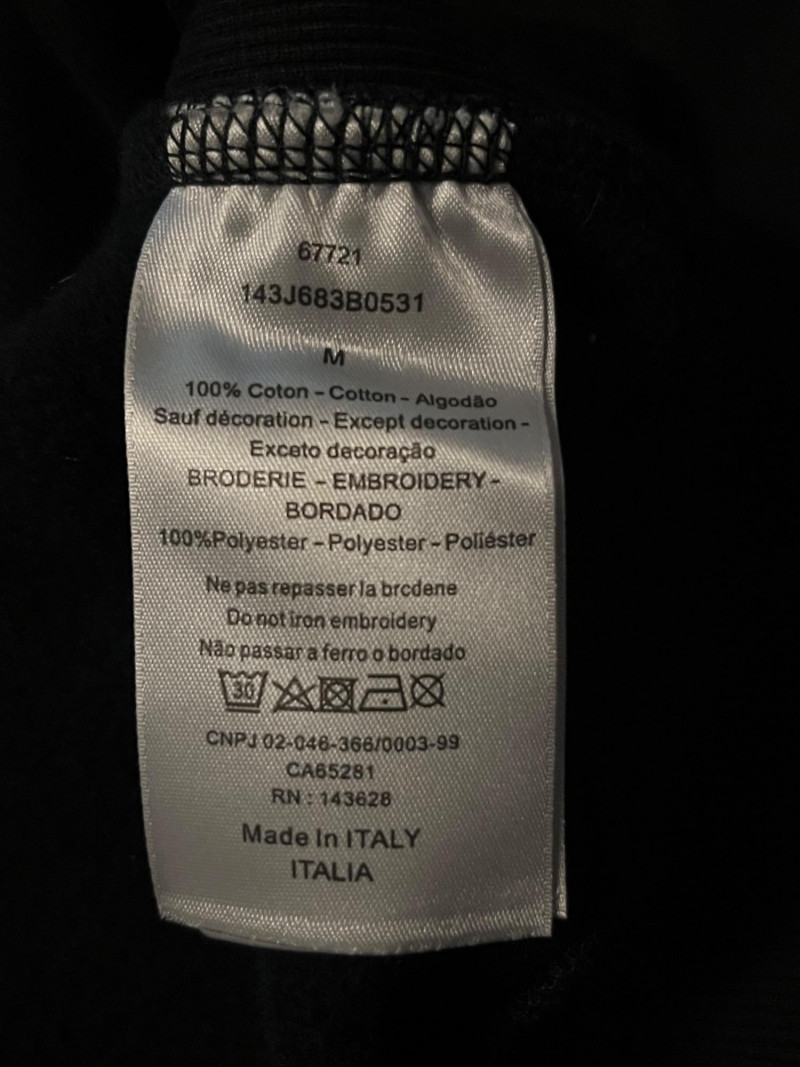 67721
143J683B0531
M
100% Coton - Cotton - Algodão
Sauf décoration - Except decoration -
Exceto decoração
BRODERIE - EMBROIDERY -
BORDADO
100%Polyester - Polyester - Poliéster
Ne pas repasser la brcdene
Do not iron embroidery
Não passar a ferro o bordado
30
CNPJ 02-046-366/0003-99
CA65281
RN : 143628
Made In ITALY
ITALIA